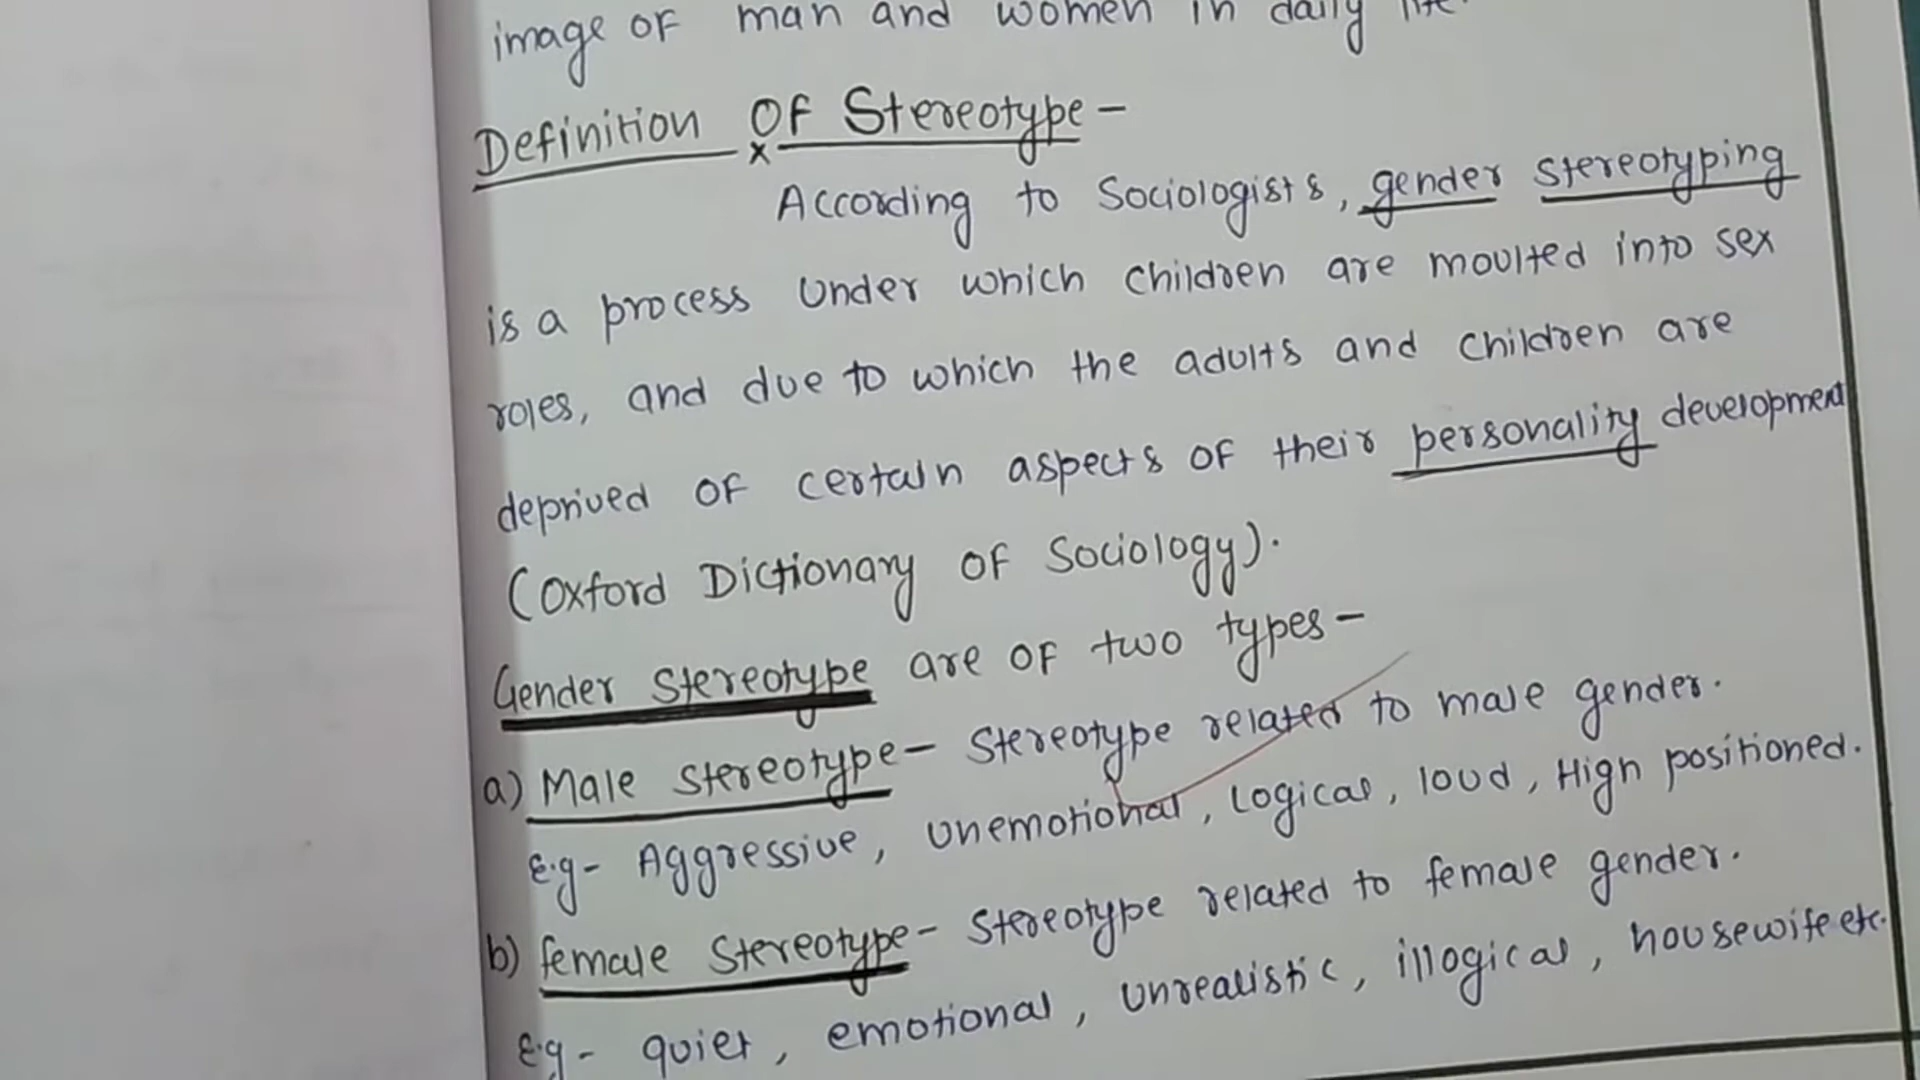 image of man and women in daily life.
Definition Of Stereotype -
According to Sociologists, gender stereotyping
is a process under which children are moulted into sex
roles, and due to which the adults and children are
deprived of certain aspects of their personality development
(Oxford Dictionary of Sociology).
Gender stereotype are of two types -
a) Male stereotype - Stereotype related to male gender.
E.g - Aggressive, unemotional, Logical, loud, High positioned.
b) female Stereotype - Stereotype related to female gender.
E.g - quiet, emotional, unrealistic, illogical, housewife etc.